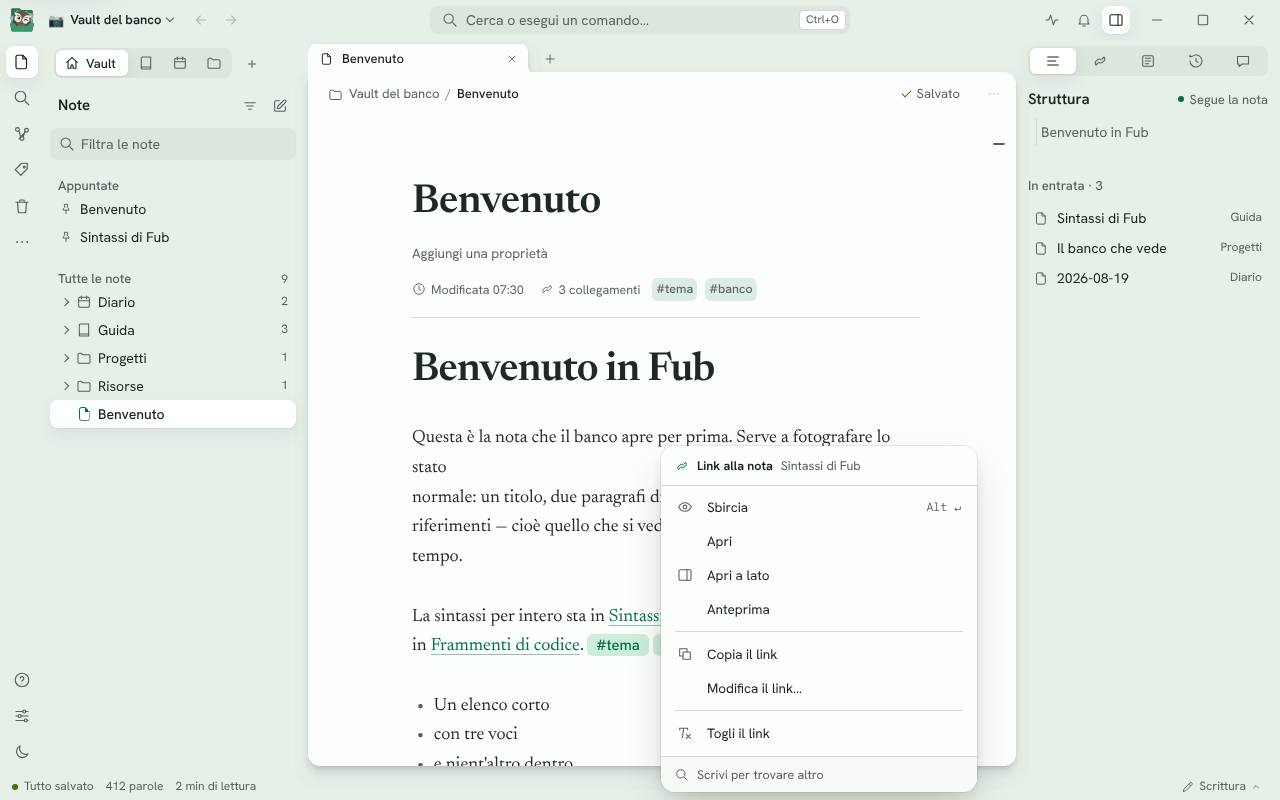 Vault del banco
Cerca o esegui un comando...
Ctrl+O
Vault
Benvenuto
Note
Filtra le note
Appuntate
Benvenuto
Sintassi di Fub
Tutte le note 9
Diario 2
Guida 3
Progetti 1
Risorse 1
Benvenuto
Vault del banco / Benvenuto
Salvato
Benvenuto
Aggiungi una proprietà
Modificata 07:30
3 collegamenti
#tema
#banco
Benvenuto in Fub
Questa è la nota che il banco apre per prima. Serve a fotografare lo
stato
normale: un titolo, due paragrafi
riferimenti — cioè quello che si
tempo.
La sintassi per intero sta in
in Frammenti di codice. #tema
Un elenco corto
con tre voci
e nient'altro dentro
Link alla nota Sintassi di Fub
Sbircia Alt ↵
Apri
Apri a lato
Anteprima
Copia il link
Modifica il link...
Togli il link
Scrivi per trovare altro
Struttura
Segue la nota
Benvenuto in Fub
In entrata · 3
Sintassi di Fub Guida
Il banco che vede Progetti
2026-08-19 Diario
Tutto salvato
412 parole
2 min di lettura
Scrittura